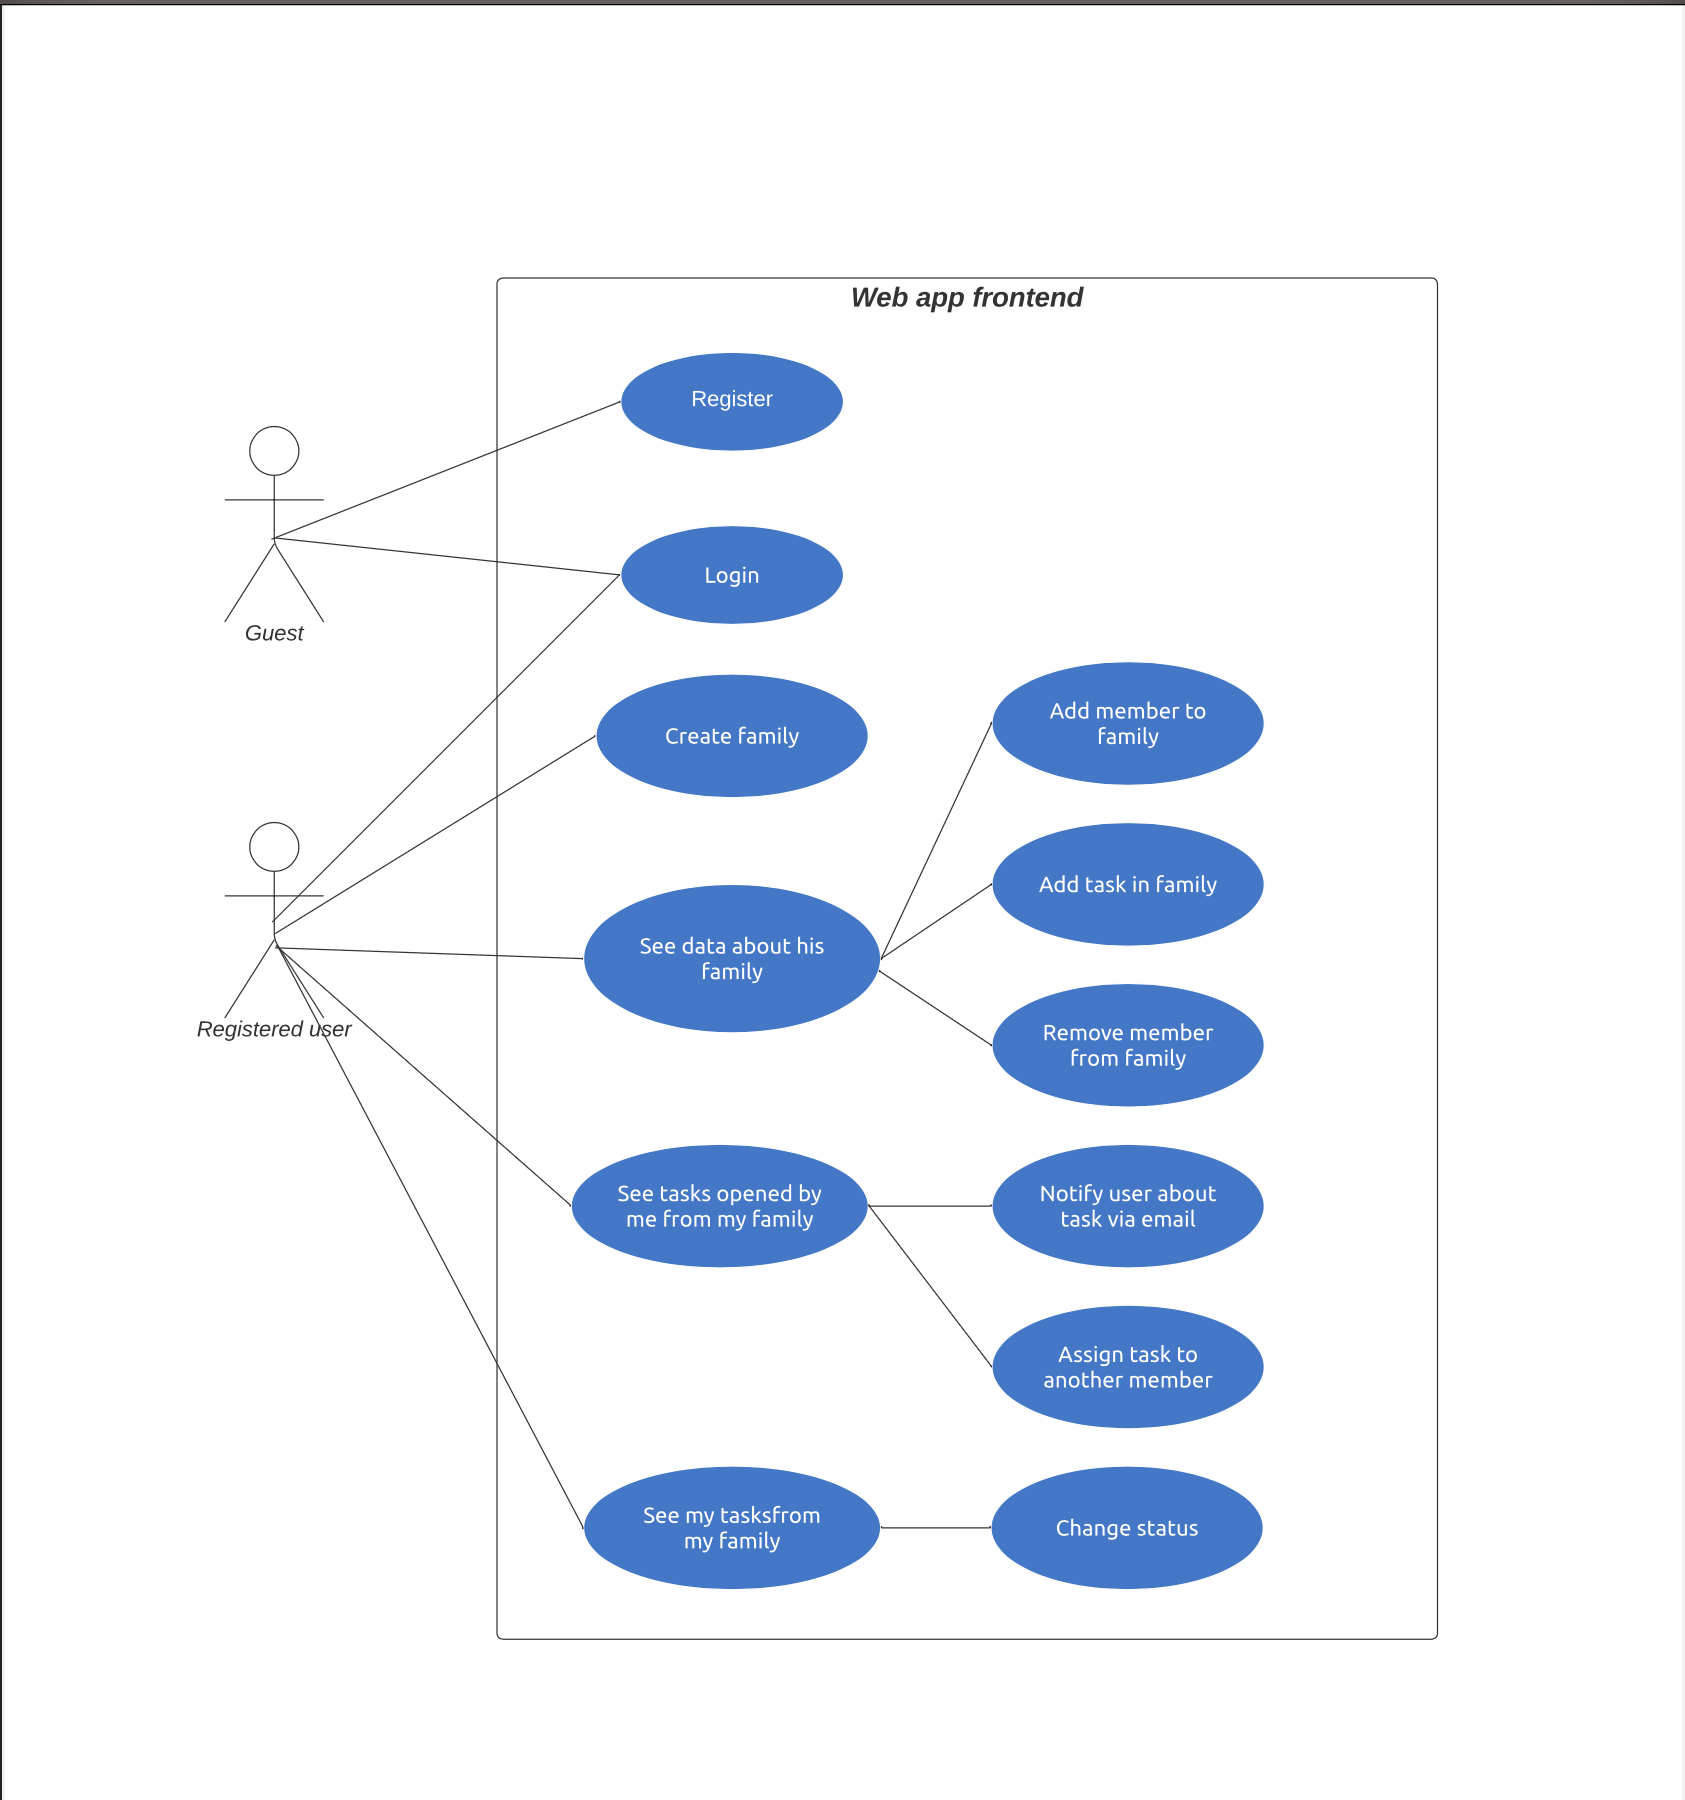 Web app frontend
Register
Login
Guest
Create family
Add member to
family
Add task in family
See data about his
family
Registered user
Remove member
from family
See tasks opened by
me from my family
Notify user about
task via email
Assign task to
another member
See my tasksfrom
my family
Change status